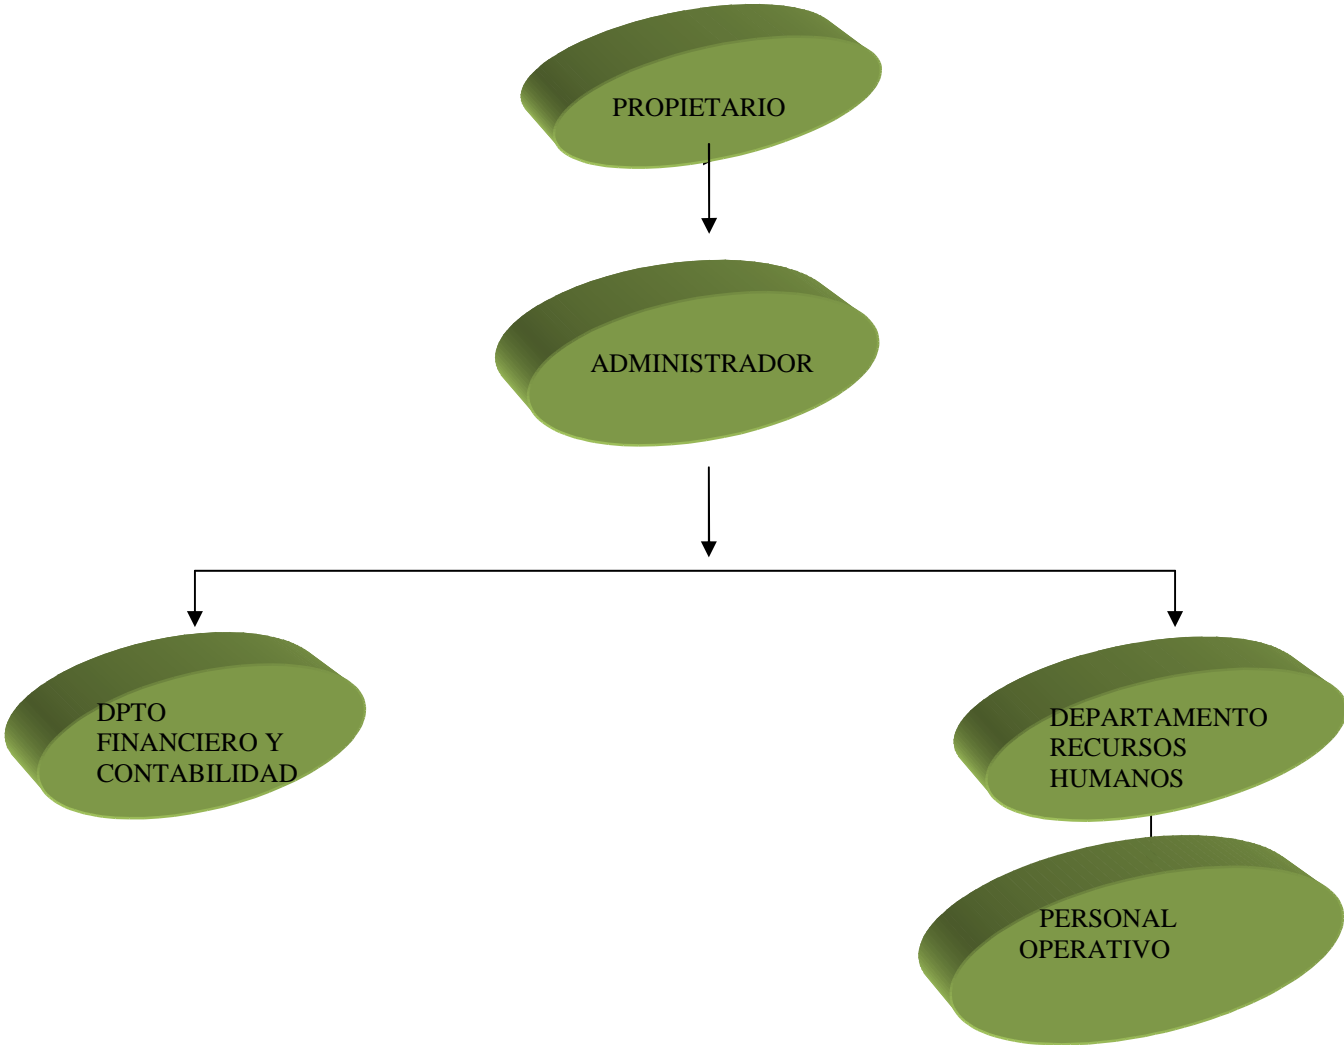 PROPIETARIO
ADMINISTRADOR
DPTO
FINANCIERO Y
CONTABILIDAD
DEPARTAMENTO
RECURSOS
HUMANOS
PERSONAL
OPERATIVO